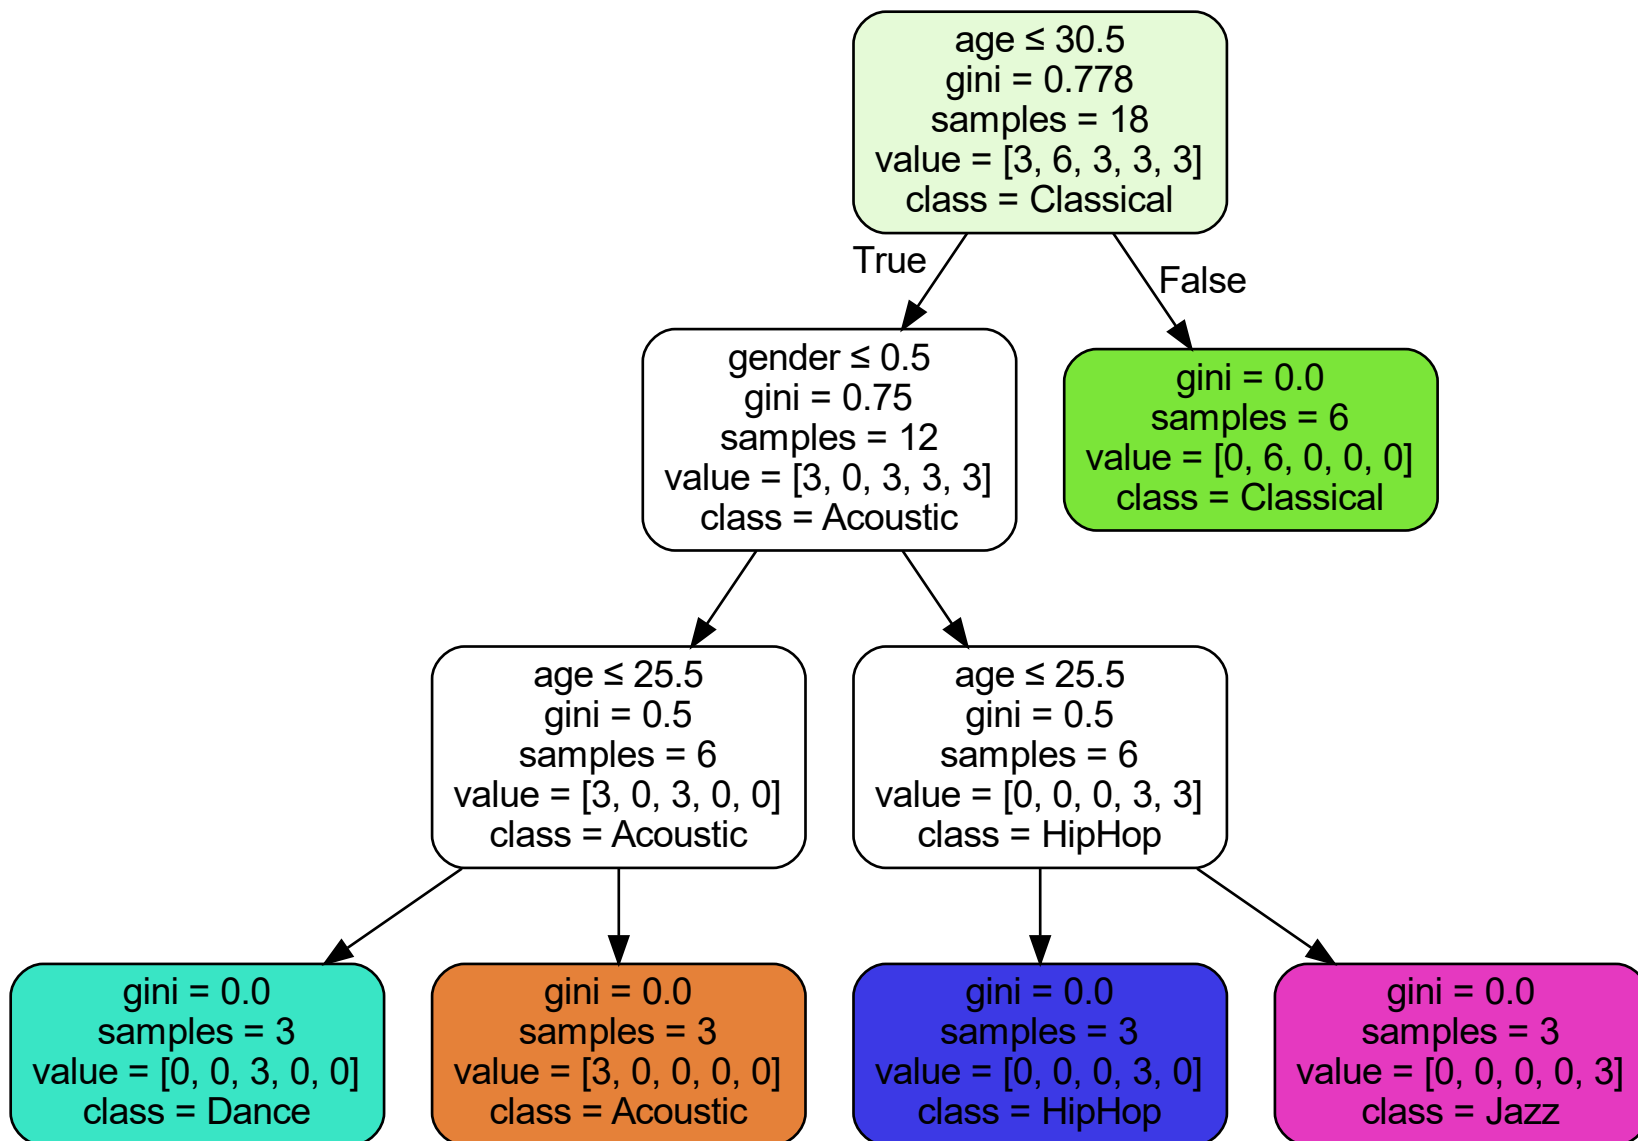 age ≤ 30.5
gini = 0.778
samples = 18
value = [3, 6, 3, 3, 3]
class = Classical
True
False
gender ≤ 0.5
gini = 0.75
samples = 12
value = [3, 0, 3, 3, 3]
class = Acoustic
gini = 0.0
samples = 6
value = [0, 6, 0, 0, 0]
class = Classical
age ≤ 25.5
gini = 0.5
samples = 6
value = [3, 0, 3, 0, 0]
class = Acoustic
age ≤ 25.5
gini = 0.5
samples = 6
value = [0, 0, 0, 3, 3]
class = HipHop
gini = 0.0
samples = 3
value = [0, 0, 3, 0, 0]
class = Dance
gini = 0.0
samples = 3
value = [3, 0, 0, 0, 0]
class = Acoustic
gini = 0.0
samples = 3
value = [0, 0, 0, 3, 0]
class = HipHop
gini = 0.0
samples = 3
value = [0, 0, 0, 0, 3]
class = Jazz